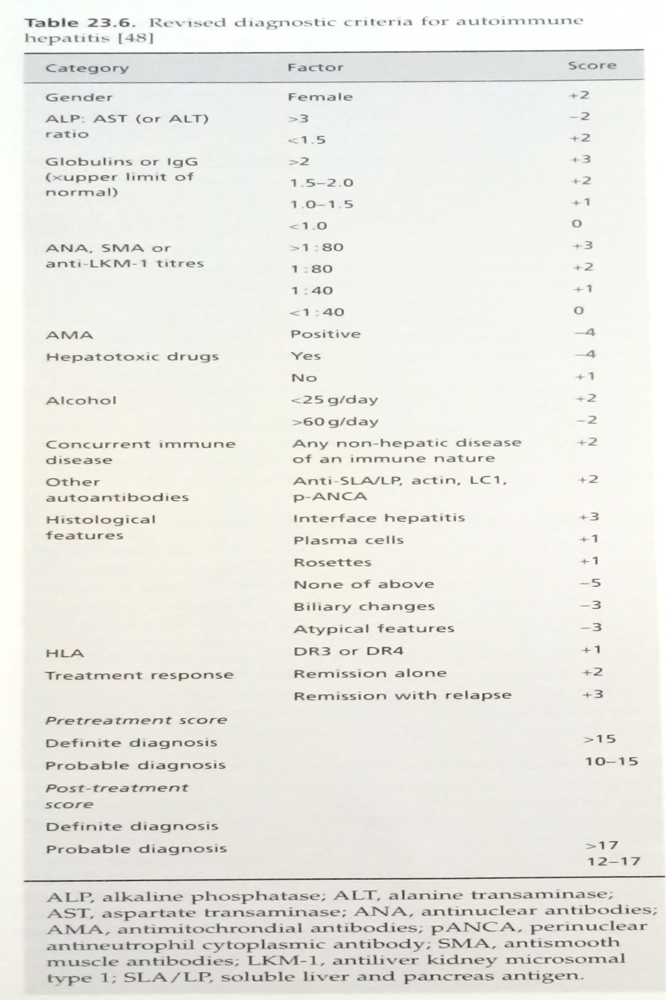 Table 23.6. Revised diagnostic criteria for autoimmune
hepatitis [48]
Category Factor Score
Gender Female +2
ALP: AST (or ALT) >3 −2
ratio
<1.5 +2
Globulins or IgG >2 +3
(×upper limit of 1.5–2.0 +2
normal)
1.0–1.5 +1
<1.0 0
ANA, SMA or >1:80 +3
anti-LKM-1 titres 1:80 +2
1:40 +1
<1:40 0
AMA Positive −4
Hepatotoxic drugs Yes −4
No +1
Alcohol <25 g/day +2
>60 g/day −2
Concurrent immune Any non-hepatic disease +2
disease of an immune nature
Other Anti-SLA/LP, actin, LC1, +2
autoantibodies p-ANCA
Histological Interface hepatitis +3
features Plasma cells +1
Rosettes +1
None of above −5
Biliary changes −3
Atypical features −3
HLA DR3 or DR4 +1
Treatment response Remission alone +2
Remission with relapse +3
Pretreatment score
Definite diagnosis >15
Probable diagnosis 10–15
Post-treatment
score
Definite diagnosis
Probable diagnosis >17
12–17
ALP, alkaline phosphatase; ALT, alanine transaminase;
AST, aspartate transaminase; ANA, antinuclear antibodies;
AMA, antimitochrondial antibodies; pANCA, perinuclear
antineutrophil cytoplasmic antibody; SMA, antismooth
muscle antibodies; LKM-1, antiliver kidney microsomal
type 1; SLA/LP, soluble liver and pancreas antigen.